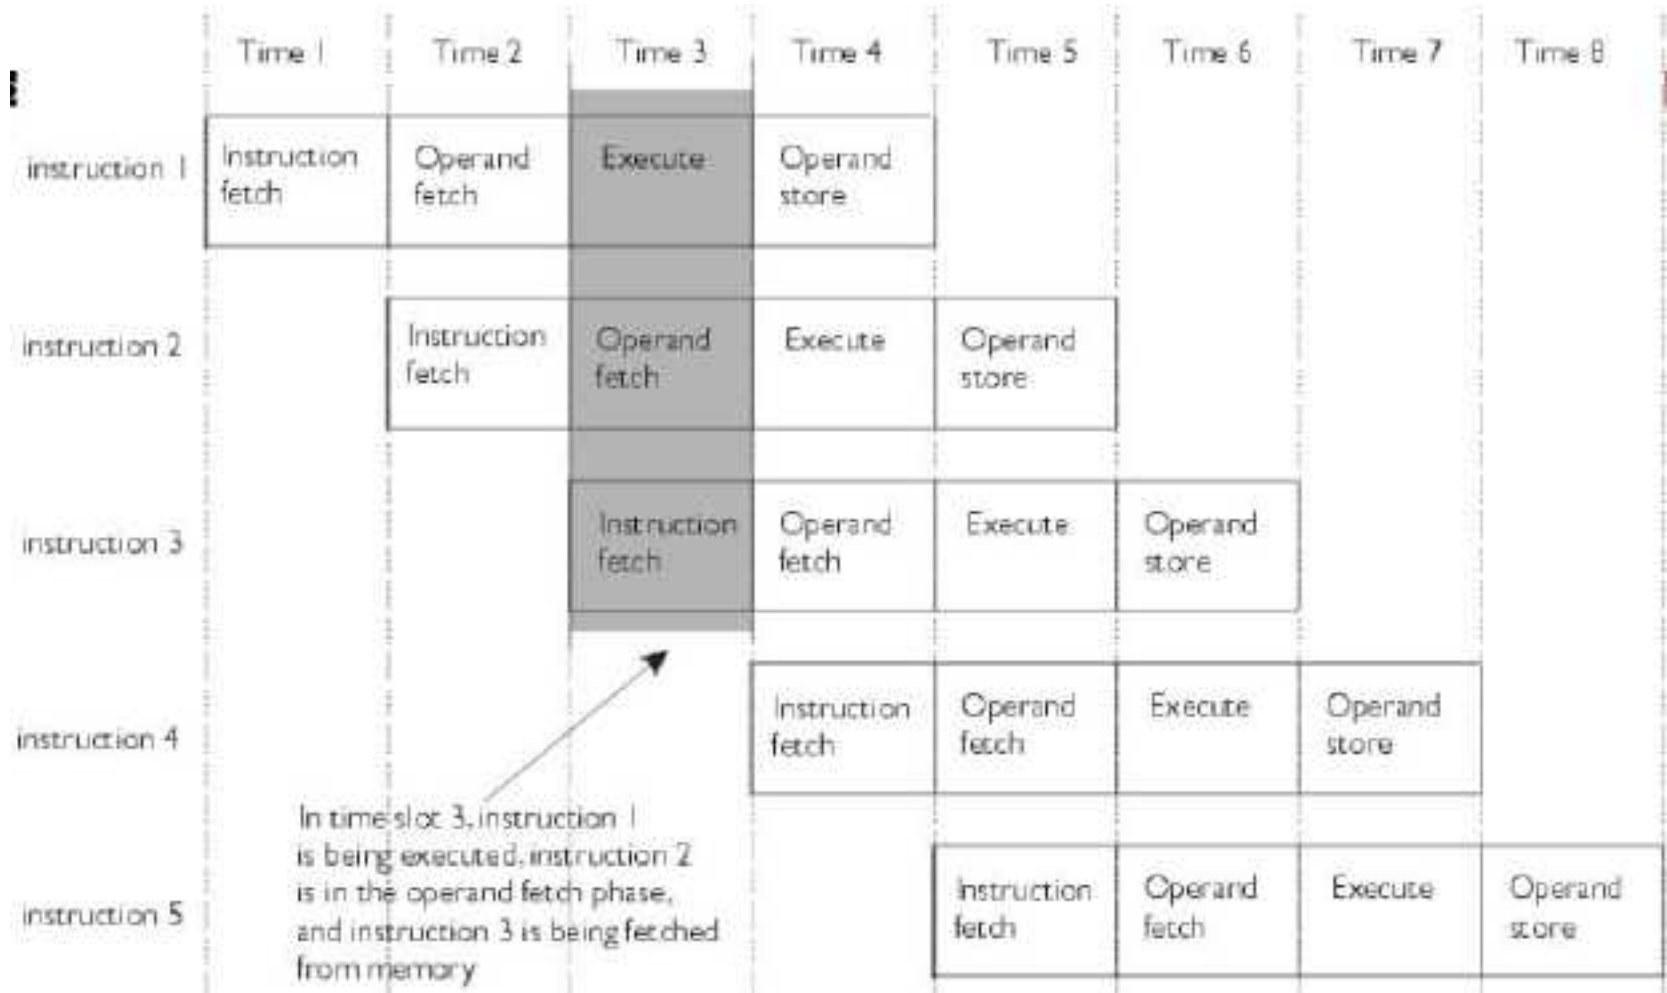 Time 1 Time 2 Time 3 Time 4 Time 5 Time 6 Time 7 Time 8
instruction 1
Instruction
fetch
Operand
fetch
Execute
Operand
store
instruction 2
Instruction
fetch
Operand
fetch
Execute
Operand
store
instruction 3
Instruction
fetch
Operand
fetch
Execute
Operand
store
instruction 4
Instruction
fetch
Operand
fetch
Execute
Operand
store
In time slot 3, instruction 1
is being executed, instruction 2
is in the operand fetch phase,
and instruction 3 is being fetched
from memory
instruction 5
Instruction
fetch
Operand
fetch
Execute
Operand
store